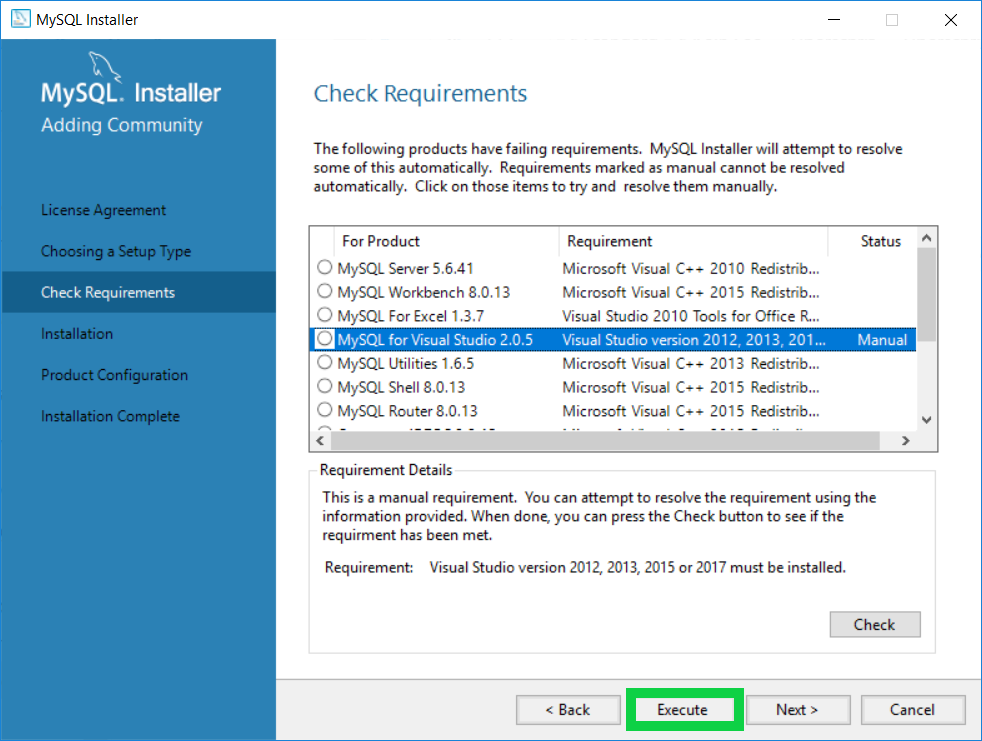 MySQL Installer
MySQL. Installer
Adding Community
License Agreement
Choosing a Setup Type
Check Requirements
Installation
Product Configuration
Installation Complete
Check Requirements
The following products have failing requirements. MySQL Installer will attempt to resolve
some of this automatically. Requirements marked as manual cannot be resolved
automatically. Click on those items to try and resolve them manually.
For Product Requirement Status
MySQL Server 5.6.41 Microsoft Visual C++ 2010 Redistrib...
MySQL Workbench 8.0.13 Microsoft Visual C++ 2015 Redistrib...
MySQL For Excel 1.3.7 Visual Studio 2010 Tools for Office R...
MySQL for Visual Studio 2.0.5 Visual Studio version 2012, 2013, 201... Manual
MySQL Utilities 1.6.5 Microsoft Visual C++ 2013 Redistrib...
MySQL Shell 8.0.13 Microsoft Visual C++ 2015 Redistrib...
MySQL Router 8.0.13 Microsoft Visual C++ 2015 Redistrib...
Requirement Details
This is a manual requirement. You can attempt to resolve the requirement using the
information provided. When done, you can press the Check button to see if the
requirment has been met.
Requirement: Visual Studio version 2012, 2013, 2015 or 2017 must be installed.
Check
< Back Execute Next > Cancel